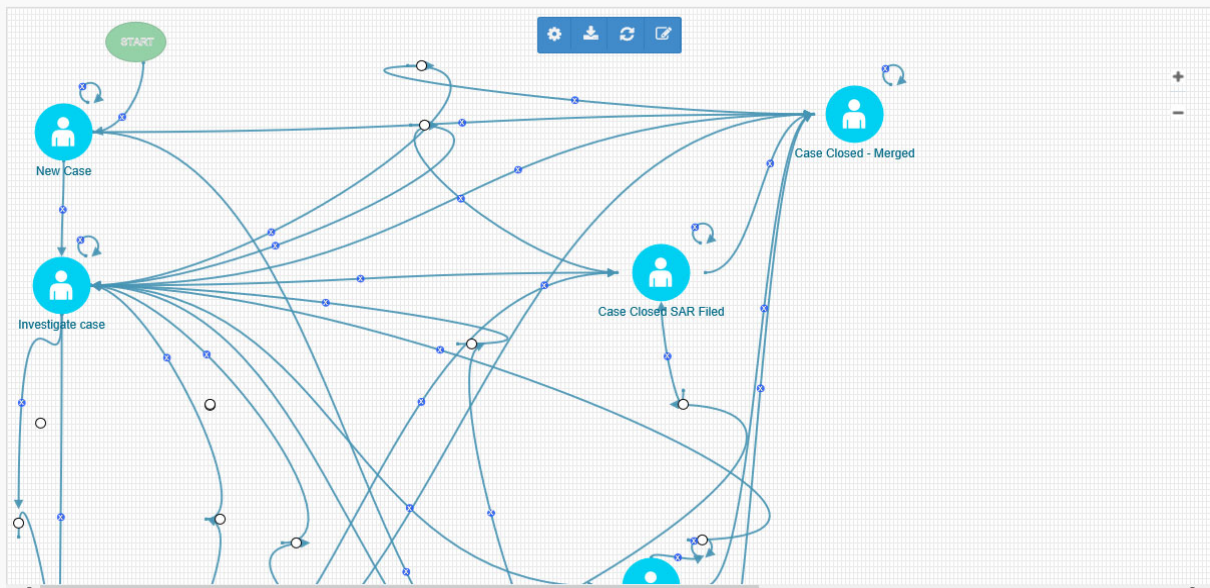 START
New Case
Case Closed - Merged
Investigate case
Case Closed SAR Filed